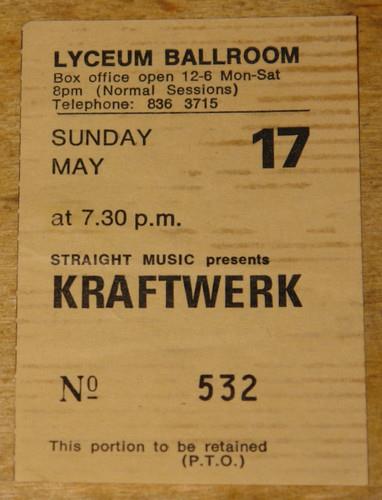 LYCEUM BALLROOM
Box office open 12-6 Mon-Sat
8pm (Normal Sessions)
Telephone: 836 3715
SUNDAY 17
MAY
at 7.30 p.m.
STRAIGHT MUSIC presents
KRAFTWERK
Nº 532
This portion to be retained
(P.T.O.)